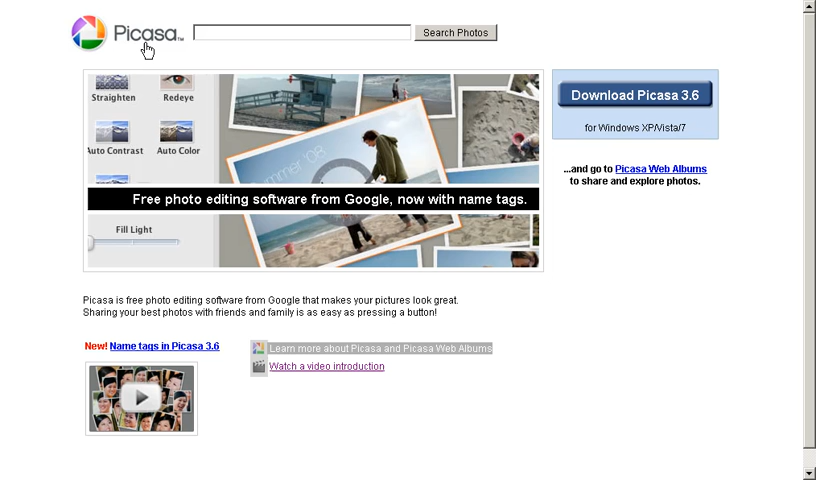 Picasa™
Search Photos
Straighten Redeye
Auto Contrast Auto Color
Free photo editing software from Google, now with name tags.
Fill Light
Download Picasa 3.6
for Windows XP/Vista/7
...and go to Picasa Web Albums
to share and explore photos.
Picasa is free photo editing software from Google that makes your pictures look great.
Sharing your best photos with friends and family is as easy as pressing a button!
New! Name tags in Picasa 3.6
Learn more about Picasa and Picasa Web Albums
Watch a video introduction